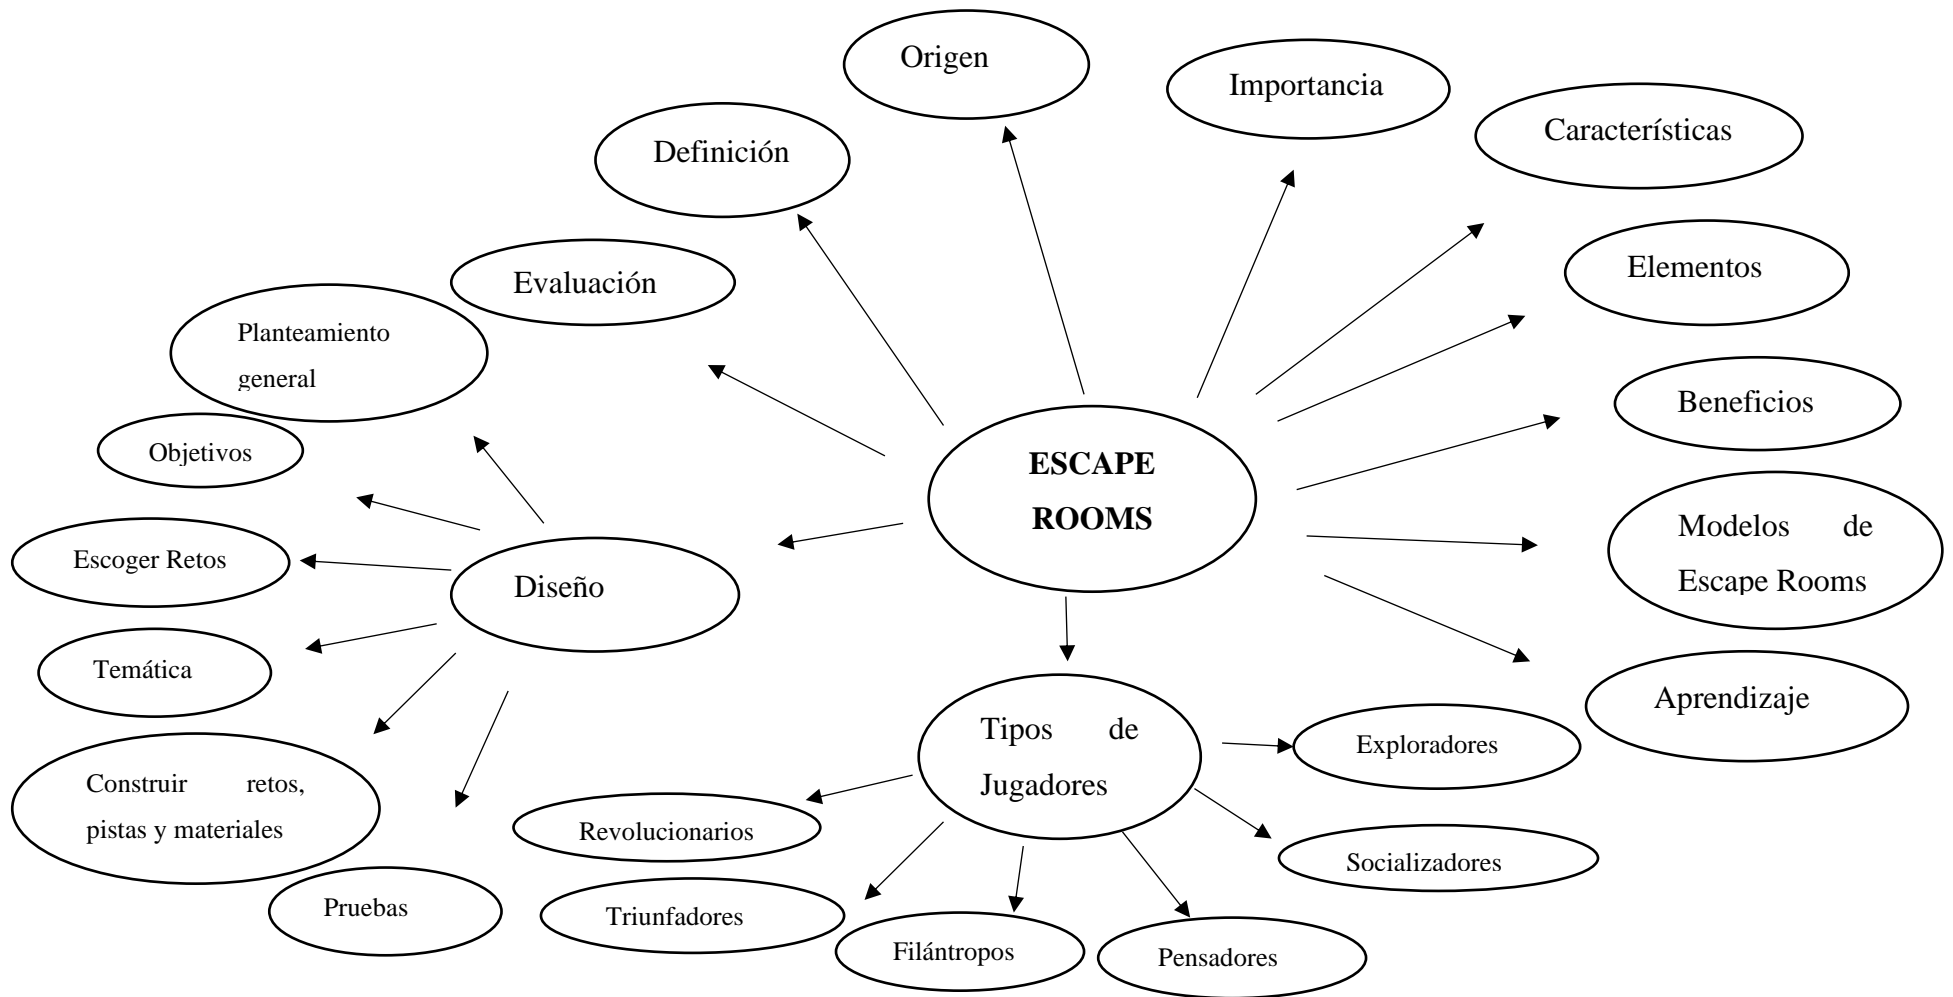 Origen
Importancia
Características
Definición
Elementos
Evaluación
Planteamiento
general
Beneficios
Objetivos
ESCAPE
ROOMS
Modelos de
Escape Rooms
Escoger Retos
Diseño
Temática
Aprendizaje
Tipos de
Jugadores
Exploradores
Construir retos,
pistas y materiales
Revolucionarios
Socializadores
Pruebas
Triunfadores
Filántropos
Pensadores